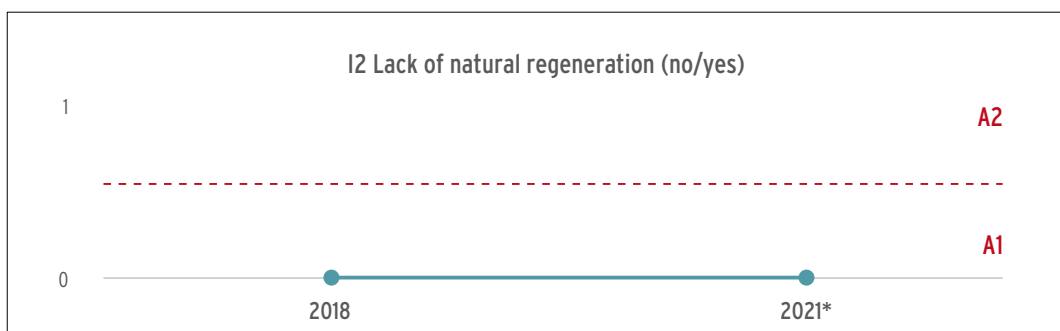 I2 Lack of natural regeneration (no/yes)
1
A2
A1
0
2018 2021*